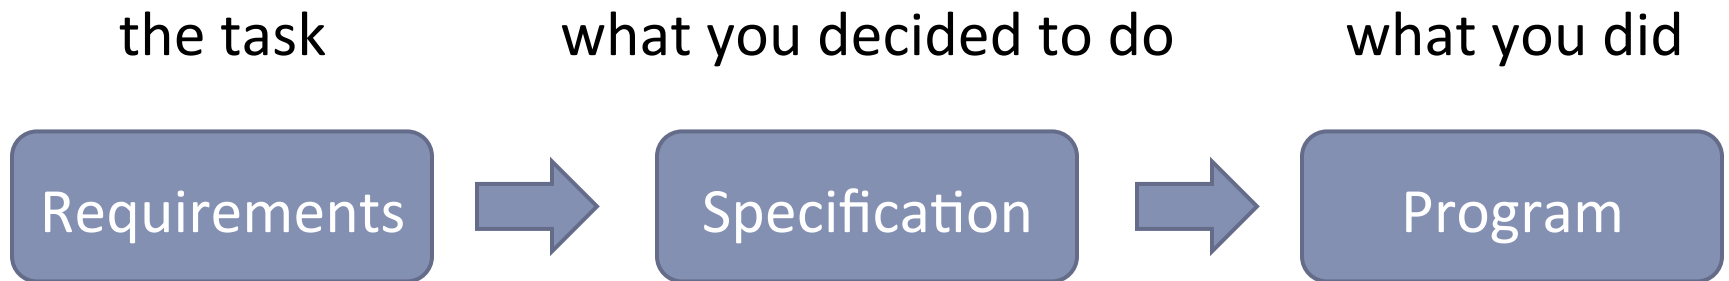 the task what you decided to do what you did
Requirements Specification Program